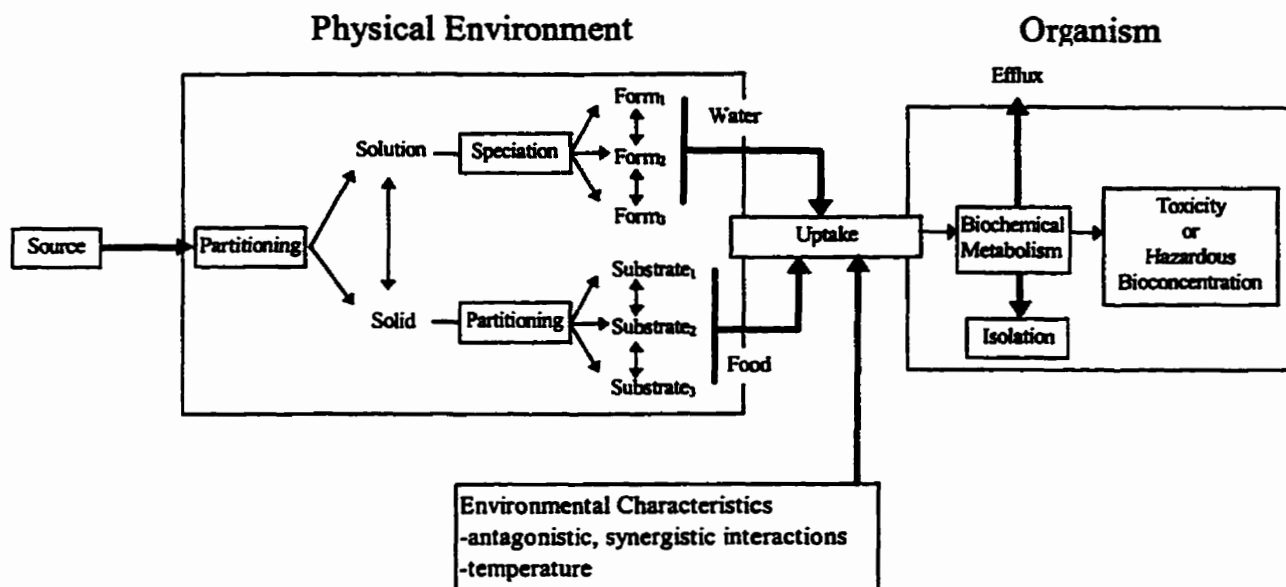 Physical Environment
Organism
Source
Partitioning
Solution
Solid
Speciation
Form₁
Form₂
Form₃
Water
Partitioning
Substrate₁
Substrate₂
Substrate₃
Food
Uptake
Efflux
Biochemical
Metabolism
Isolation
Toxicity
or
Hazardous
Bioconcentration
Environmental Characteristics
-antagonistic, synergistic interactions
-temperature